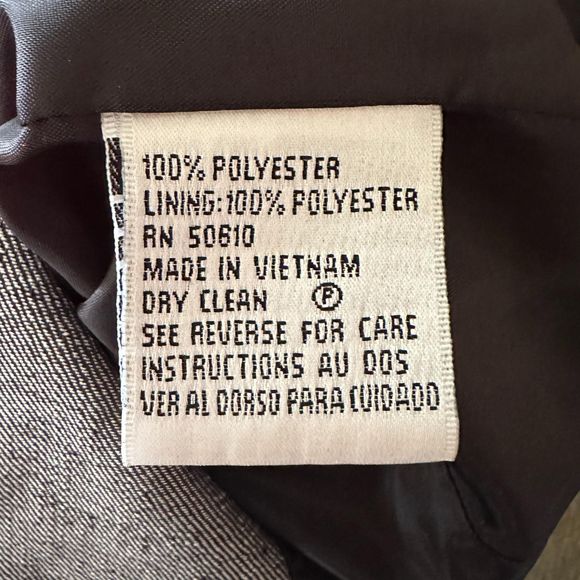 100% POLYESTER
LINING:100% POLYESTER
RN 50610
MADE IN VIETNAM
DRY CLEAN Ⓟ
SEE REVERSE FOR CARE
INSTRUCTIONS AU DOS
VER AL DORSO PARA CUIDADO